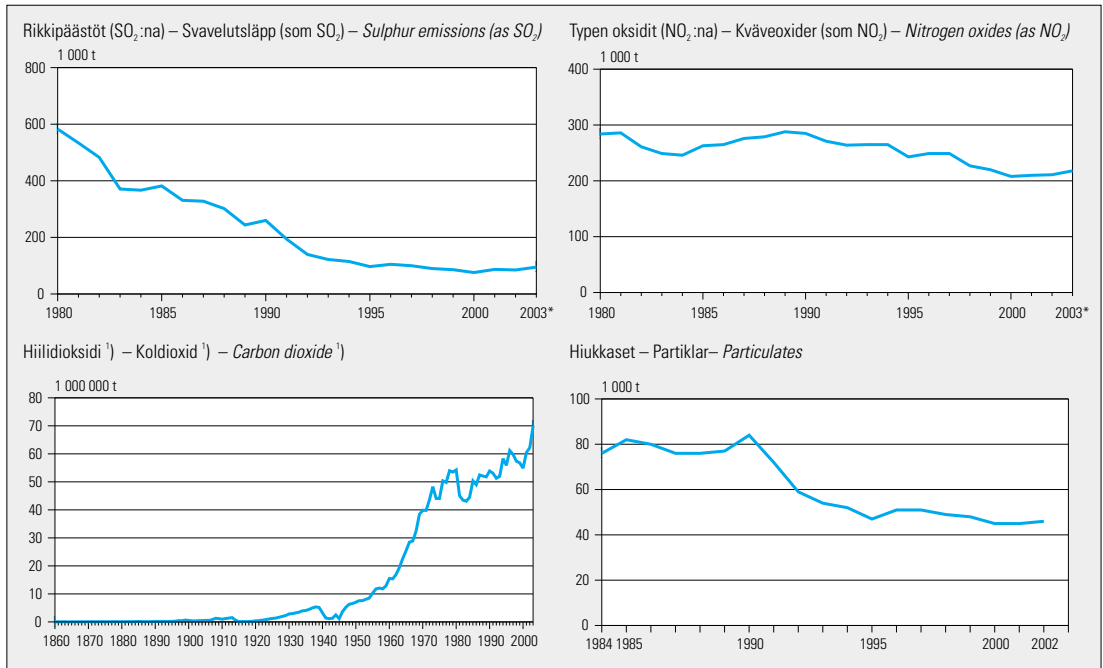 Rikkipäästöt (SO₂:na) – Svavelutsläpp (som SO₂) – Sulphur emissions (as SO₂)
1 000 t
800
600
400
200
0
1980 1985 1990 1995 2000 2003*
Typen oksidit (NO₂:na) – Kväveoxider (som NO₂) – Nitrogen oxides (as NO₂)
1 000 t
400
300
200
100
0
1980 1985 1990 1995 2000 2003*
Hiilidioksidi ¹) – Koldioxid ¹) – Carbon dioxide ¹)
1 000 000 t
80
70
60
50
40
30
20
10
0
1860 1870 1880 1890 1900 1910 1920 1930 1940 1950 1960 1970 1980 1990 2000
Hiukkaset – Partiklar– Particulates
1 000 t
100
80
60
40
20
0
1984 1985 1990 1995 2000 2002